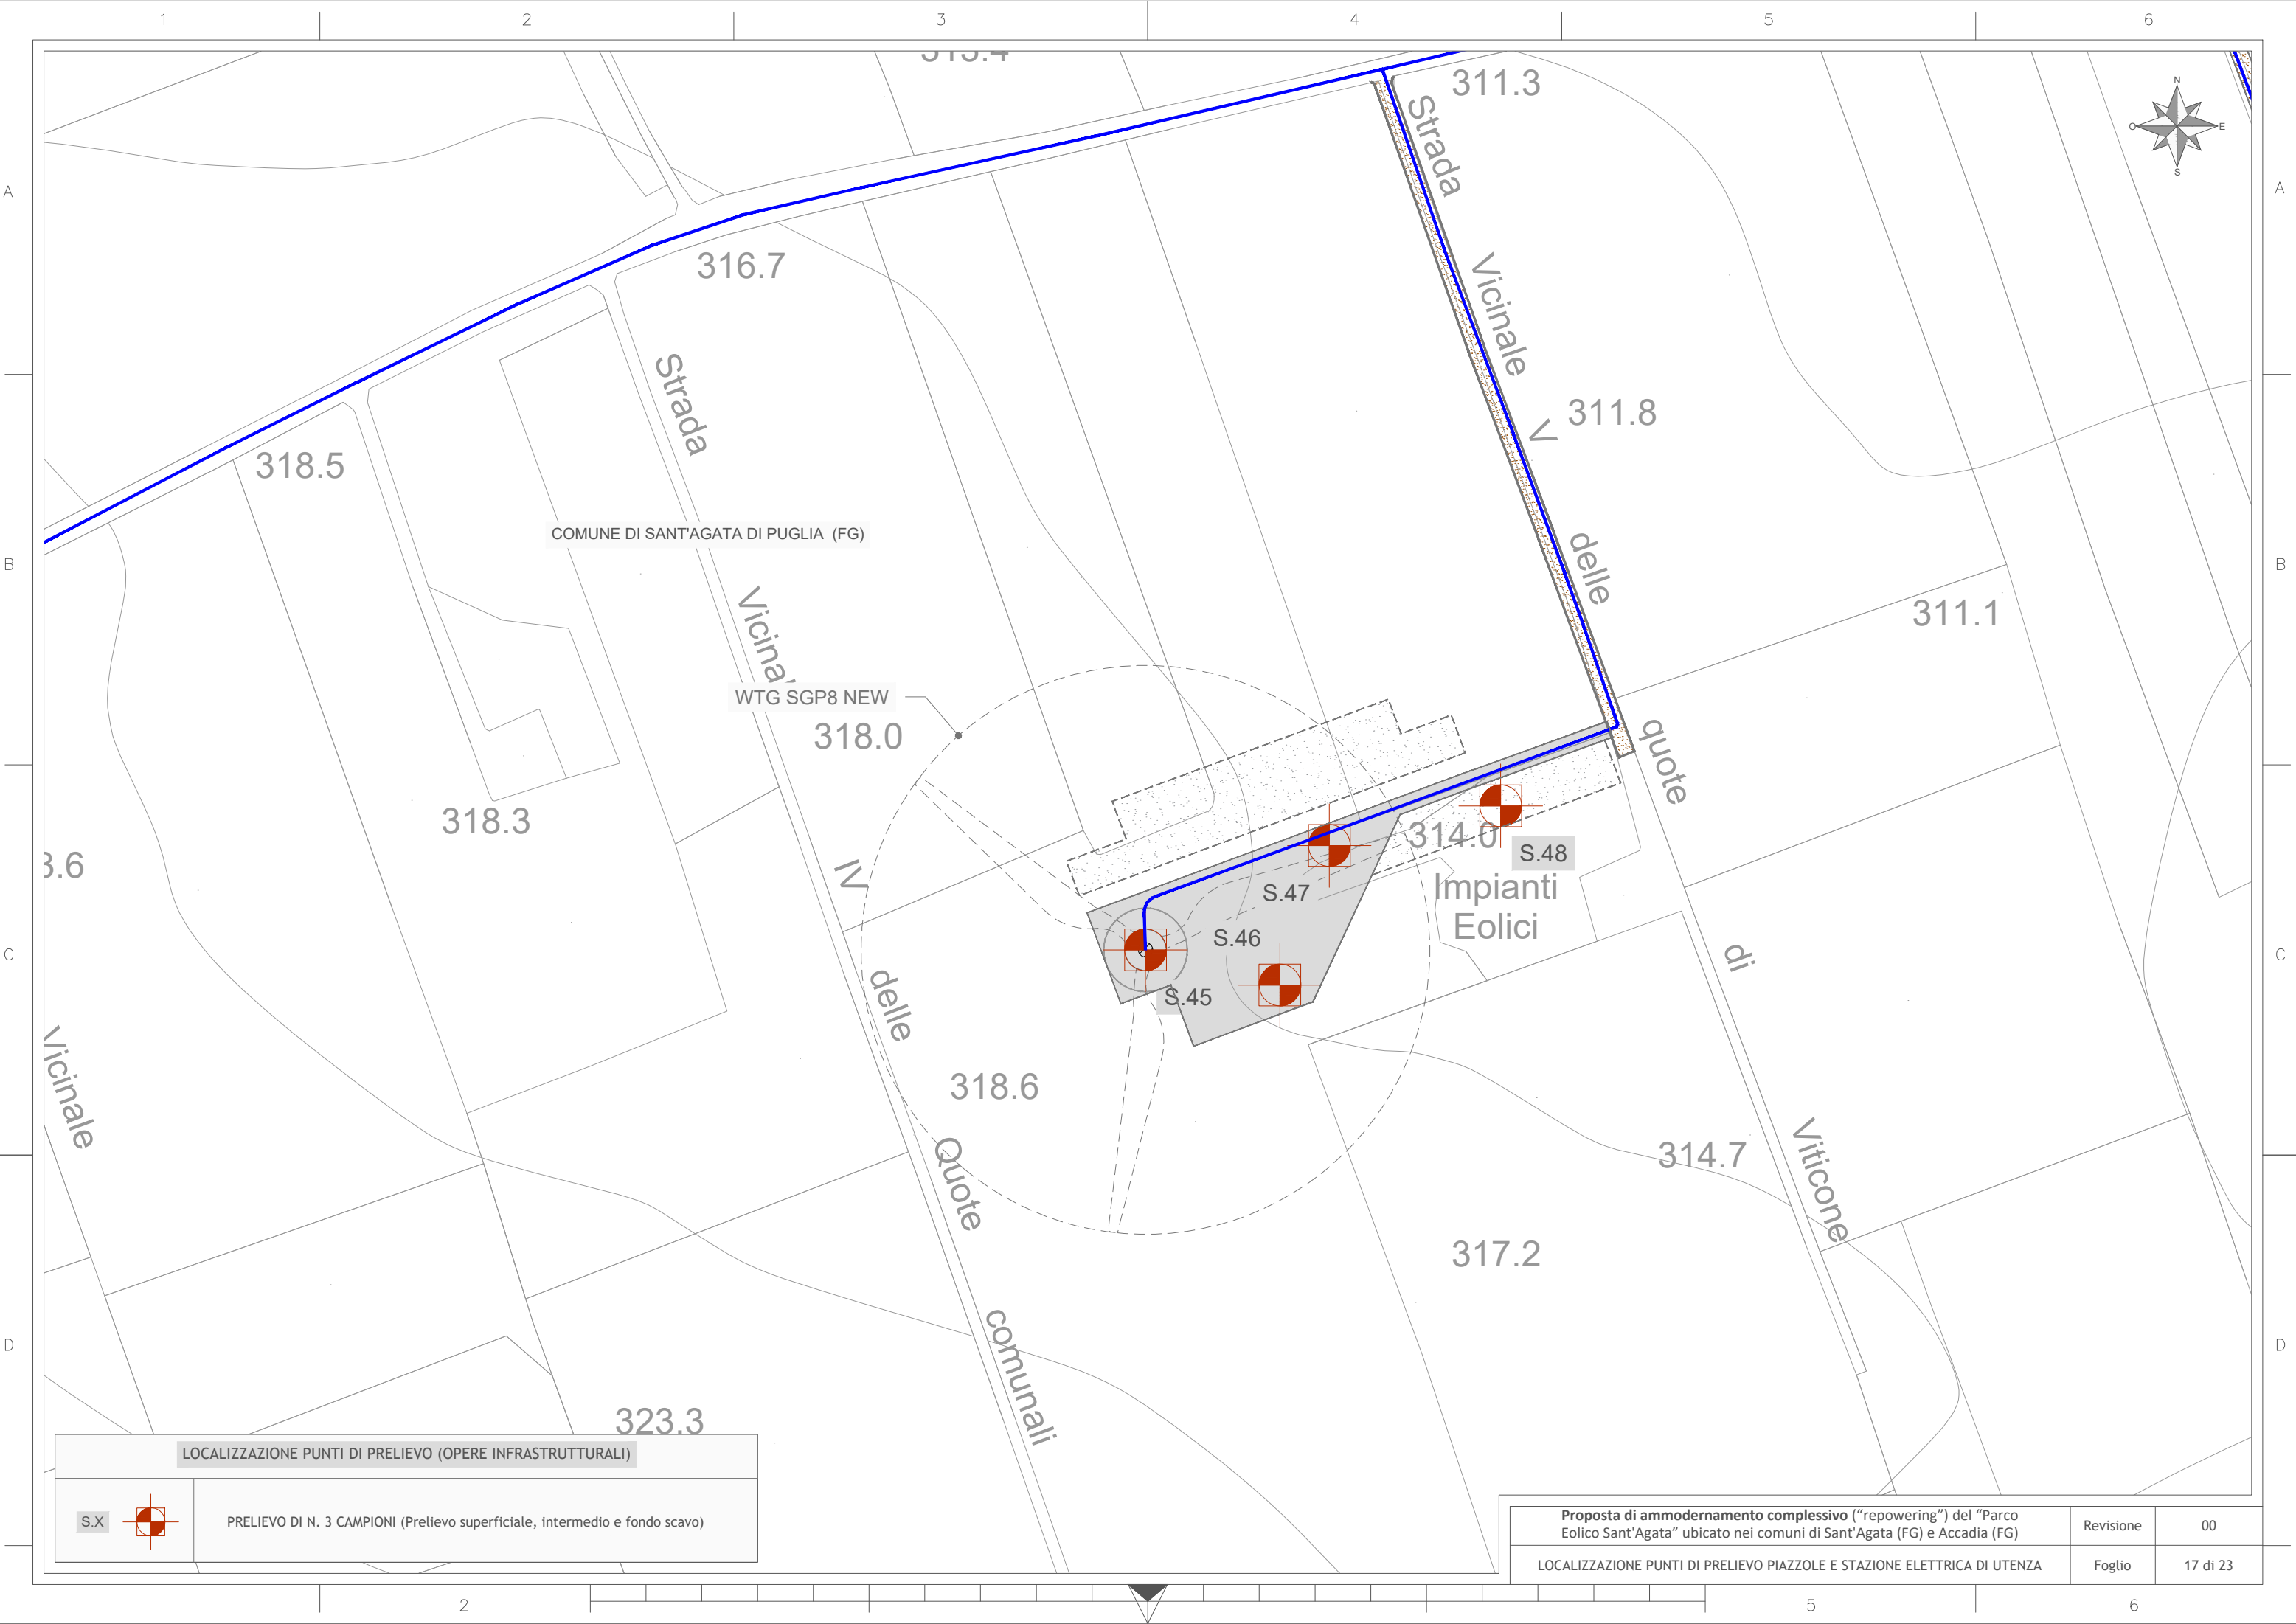 1 2 3 4 5 6
A A
B B
C C
D D
313.4
311.3
N
O E
S
316.7
311.8
318.5
Strada Vicinale V delle quote di Viticone
COMUNE DI SANT'AGATA DI PUGLIA (FG)
311.1
Strada Vicinale IV delle Quote comunali
WTG SGP8 NEW
318.0
318.3
314.0
S.48
S.47
Impianti
Eolici
S.46
S.45
3.6
Vicinale
318.6
314.7
317.2
323.3
LOCALIZZAZIONE PUNTI DI PRELIEVO (OPERE INFRASTRUTTURALI)
S.X
PRELIEVO DI N. 3 CAMPIONI (Prelievo superficiale, intermedio e fondo scavo)
Proposta di ammodernamento complessivo (“repowering”) del “Parco
Eolico Sant'Agata” ubicato nei comuni di Sant'Agata (FG) e Accadia (FG)
Revisione 00
LOCALIZZAZIONE PUNTI DI PRELIEVO PIAZZOLE E STAZIONE ELETTRICA DI UTENZA
Foglio 17 di 23
2 5 6